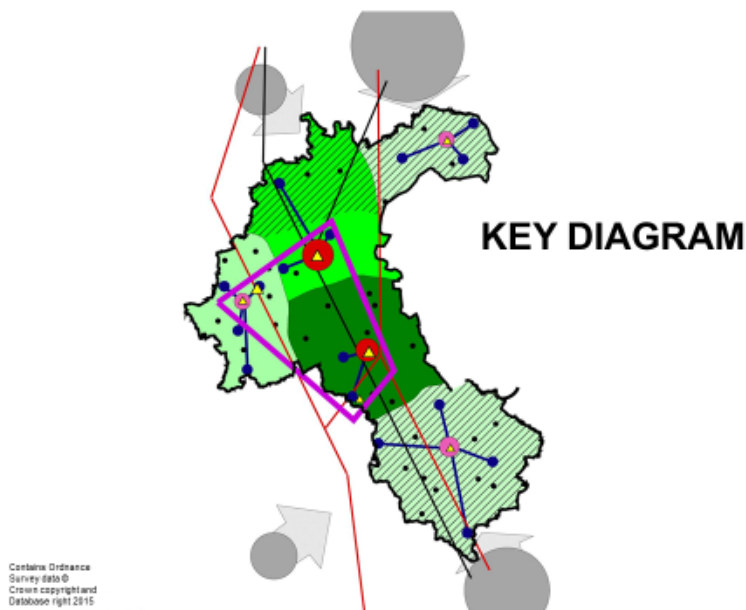 KEY DIAGRAM
Contains Ordnance
Survey data ©
Crown copyright and
Database right 2015